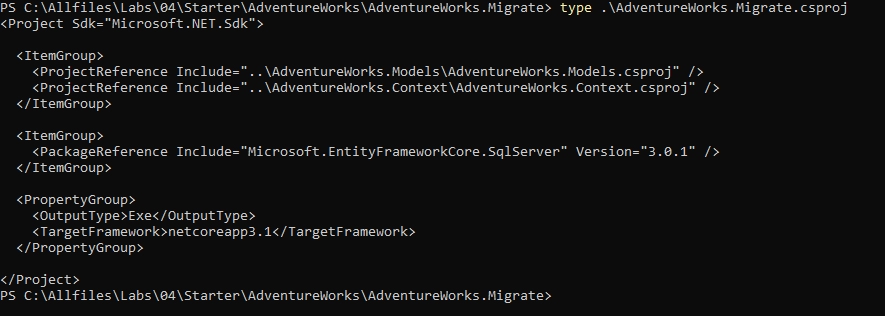 PS C:\Allfiles\Labs\04\Starter\AdventureWorks\AdventureWorks.Migrate> type .\AdventureWorks.Migrate.csproj
<Project Sdk="Microsoft.NET.Sdk">
  <ItemGroup>
    <ProjectReference Include="..\AdventureWorks.Models\AdventureWorks.Models.csproj" />
    <ProjectReference Include="..\AdventureWorks.Context\AdventureWorks.Context.csproj" />
  </ItemGroup>
  <ItemGroup>
    <PackageReference Include="Microsoft.EntityFrameworkCore.SqlServer" Version="3.0.1" />
  </ItemGroup>
  <PropertyGroup>
    <OutputType>Exe</OutputType>
    <TargetFramework>netcoreapp3.1</TargetFramework>
  </PropertyGroup>
</Project>
PS C:\Allfiles\Labs\04\Starter\AdventureWorks\AdventureWorks.Migrate>